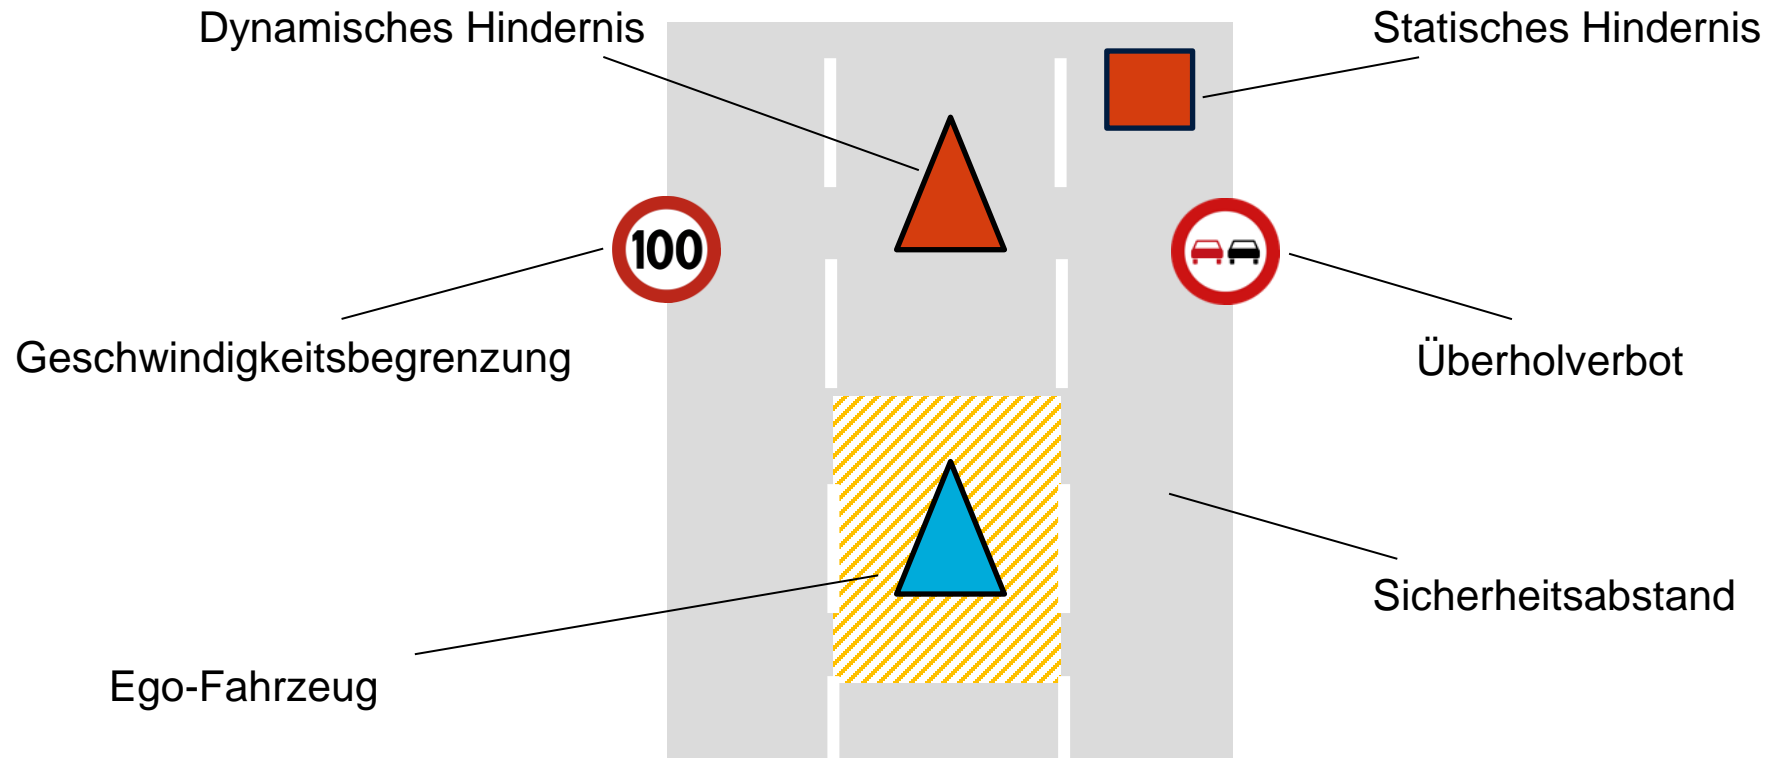 Dynamisches Hindernis
Statisches Hindernis
100
Geschwindigkeitsbegrenzung
Überholverbot
Sicherheitsabstand
Ego-Fahrzeug